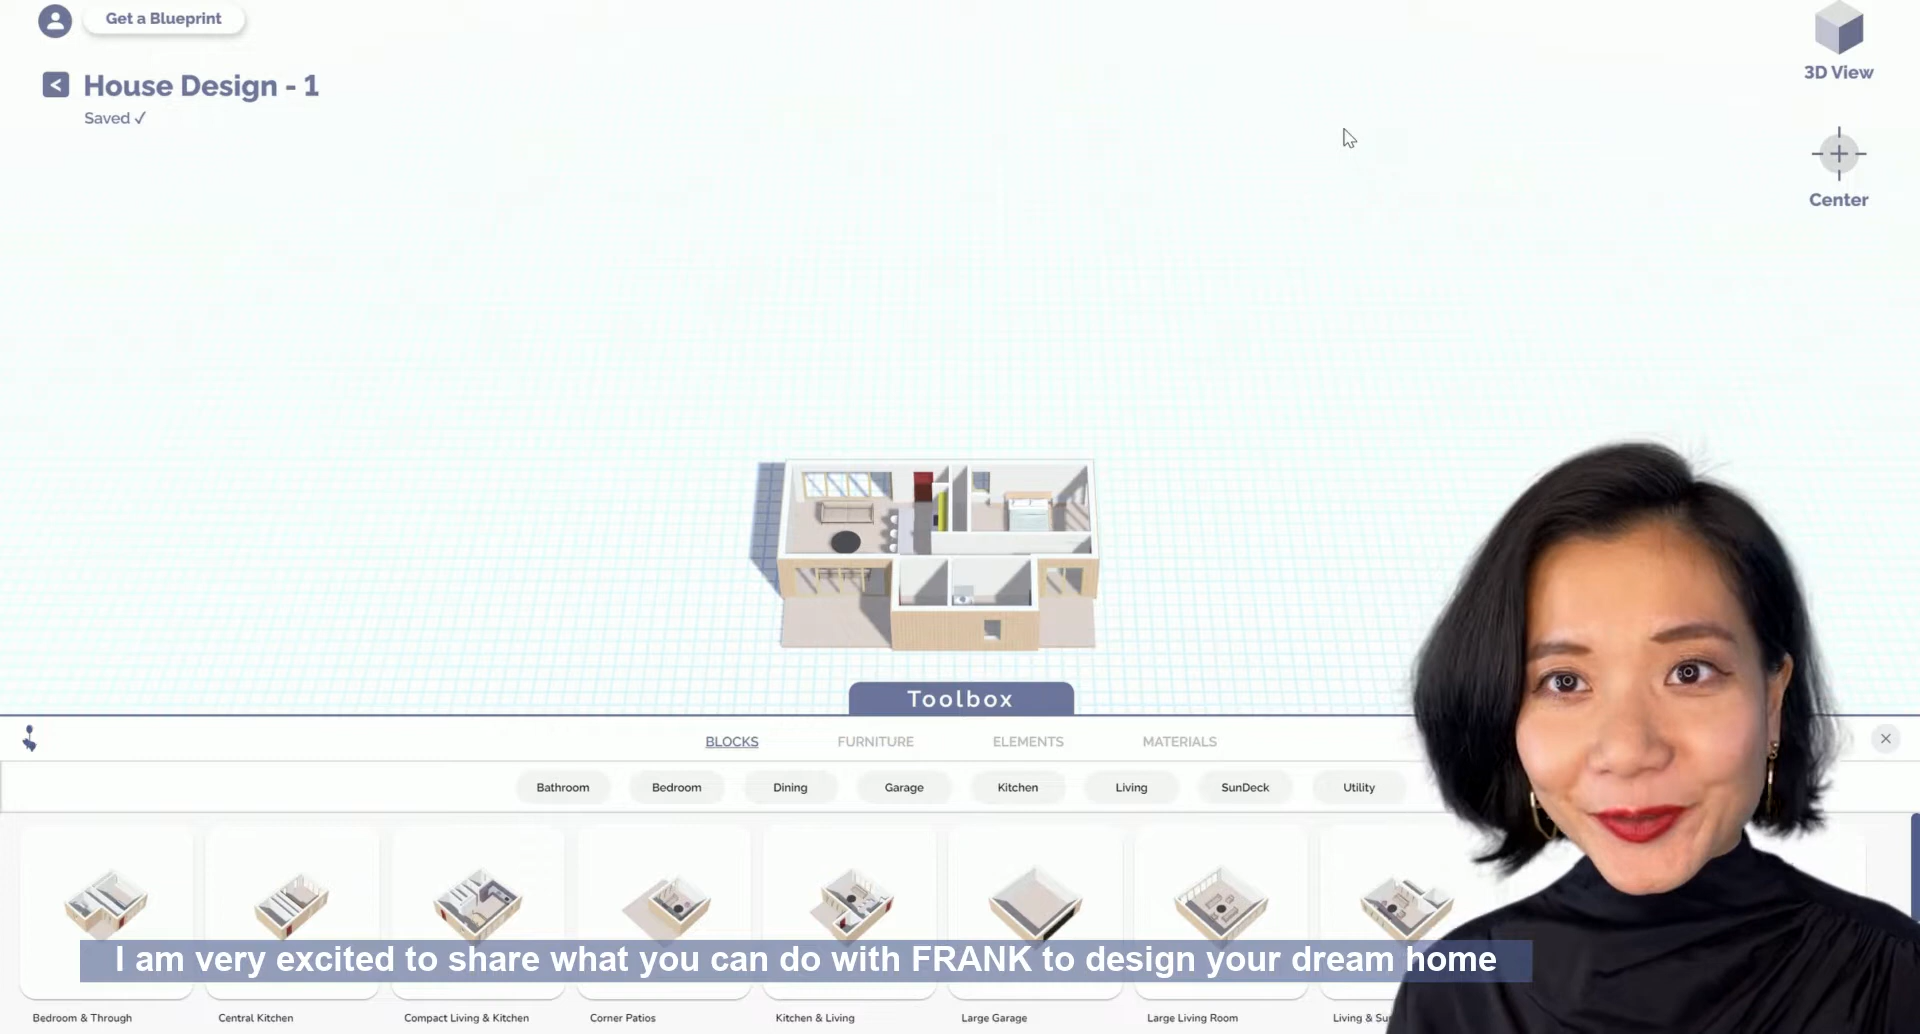 Get a Blueprint
3D View
< House Design - 1
Saved ✓
Center
Toolbox
BLOCKS FURNITURE ELEMENTS MATERIALS
Bathroom Bedroom Dining Garage Kitchen Living SunDeck Utility
I am very excited to share what you can do with FRANK to design your dream home
Bedroom & Through Central Kitchen Compact Living & Kitchen Corner Patios Kitchen & Living Large Garage Large Living Room Living &